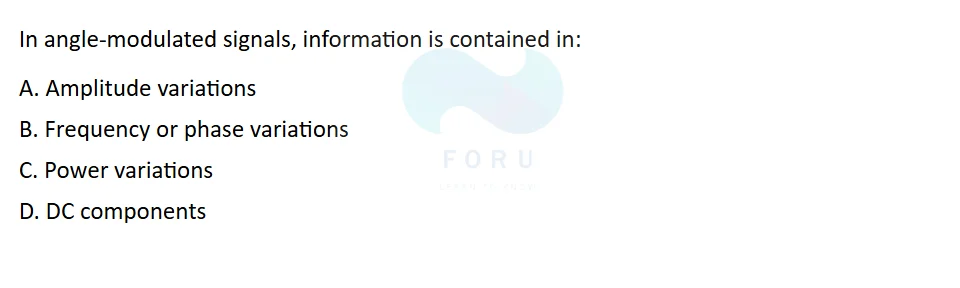 In angle-modulated signals, information is contained in:
A. Amplitude variations
B. Frequency or phase variations
FORU
C. Power variations
D. DC components